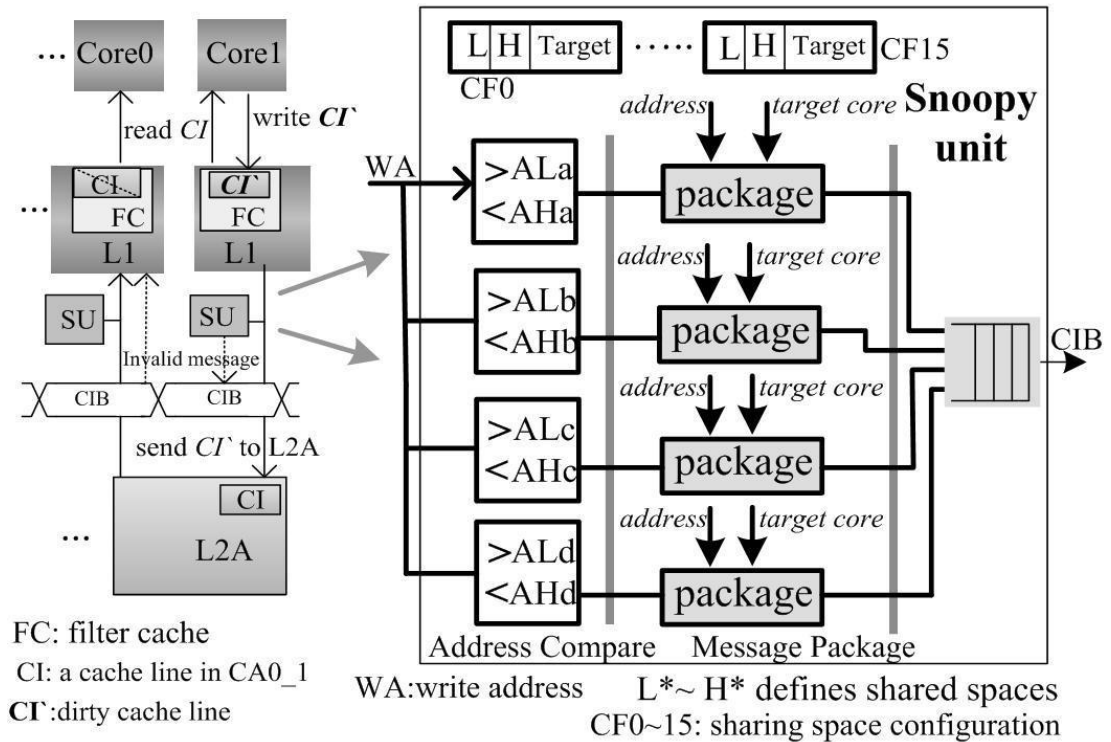 ... Core0
Core1
read CI
write CI`
CI
FC
L1
...
CI`
FC
L1
SU
SU
Invalid message
CIB
CIB
send CI` to L2A
CI
L2A
...
FC: filter cache
CI: a cache line in CA0_1
CI`:dirty cache line
L H Target
CF0
.....
L H Target
CF15
Snoopy
unit
WA
address target core
>ALa
<AHa
package
address target core
>ALb
<AHb
package
CIB
address target core
>ALc
<AHc
package
address target core
>ALd
<AHd
package
Address Compare
Message Package
WA:write address
L*~ H* defines shared spaces
CF0~15: sharing space configuration